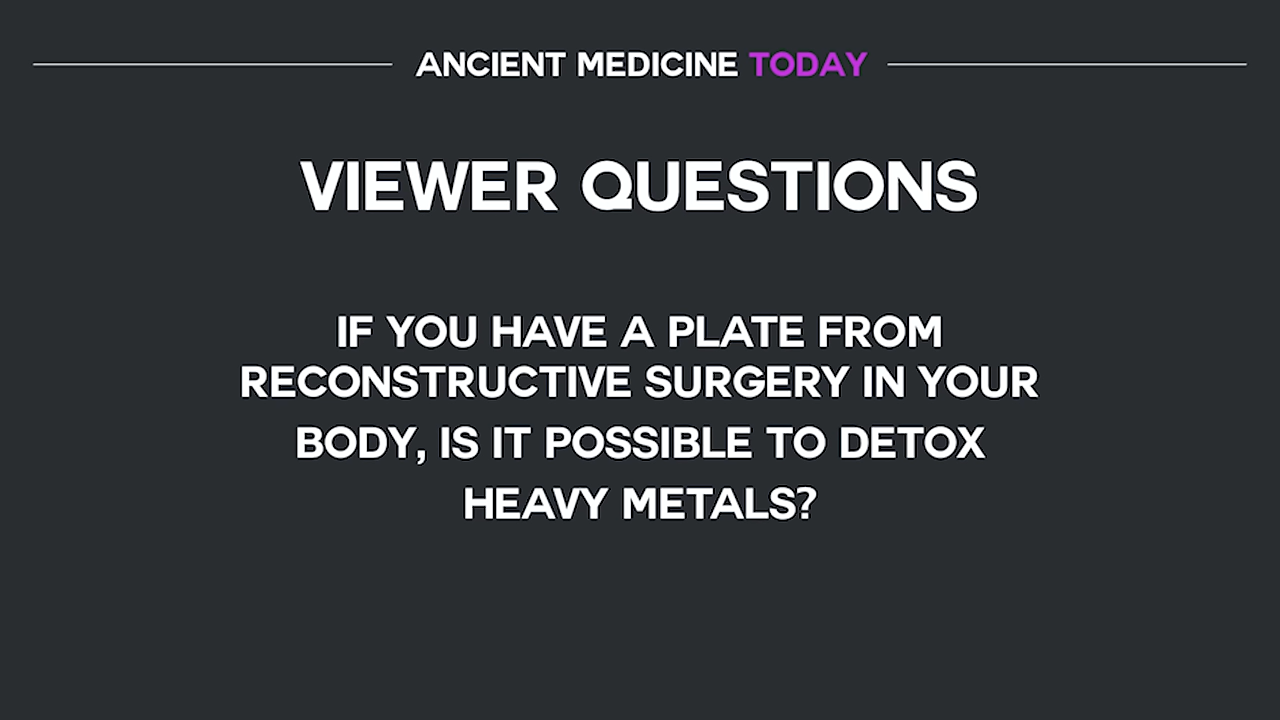 ANCIENT MEDICINE TODAY
VIEWER QUESTIONS
IF YOU HAVE A PLATE FROM
RECONSTRUCTIVE SURGERY IN YOUR
BODY, IS IT POSSIBLE TO DETOX
HEAVY METALS?